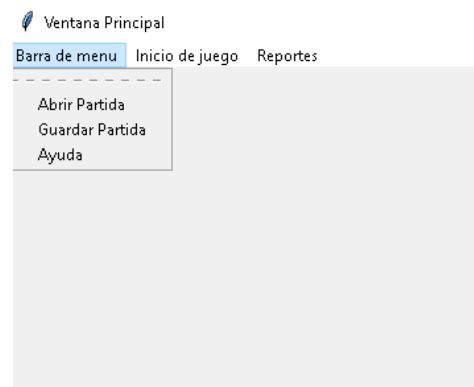 Ventana Principal
Barra de menu Inicio de juego Reportes
Abrir Partida
Guardar Partida
Ayuda